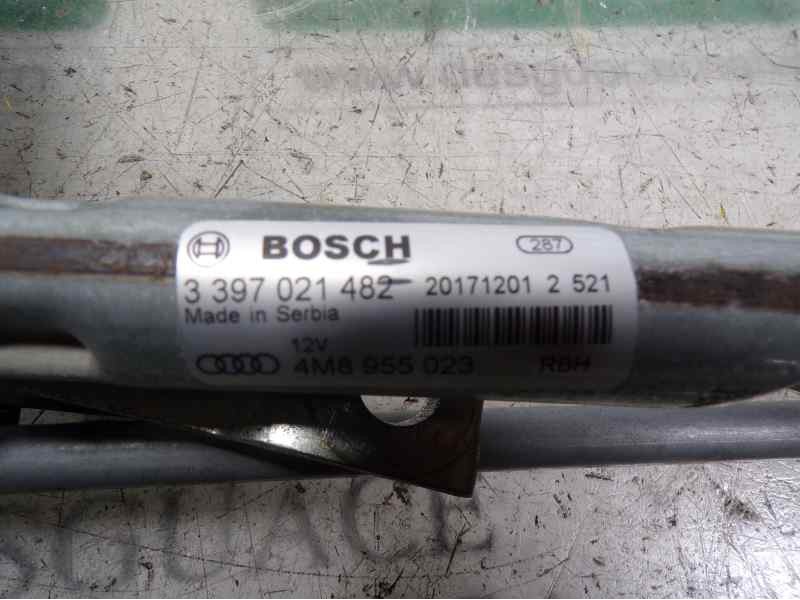 BOSCH 287
3 397 021 482 20171201 2 521
Made in Serbia
12V
4M8 955 023 RBH